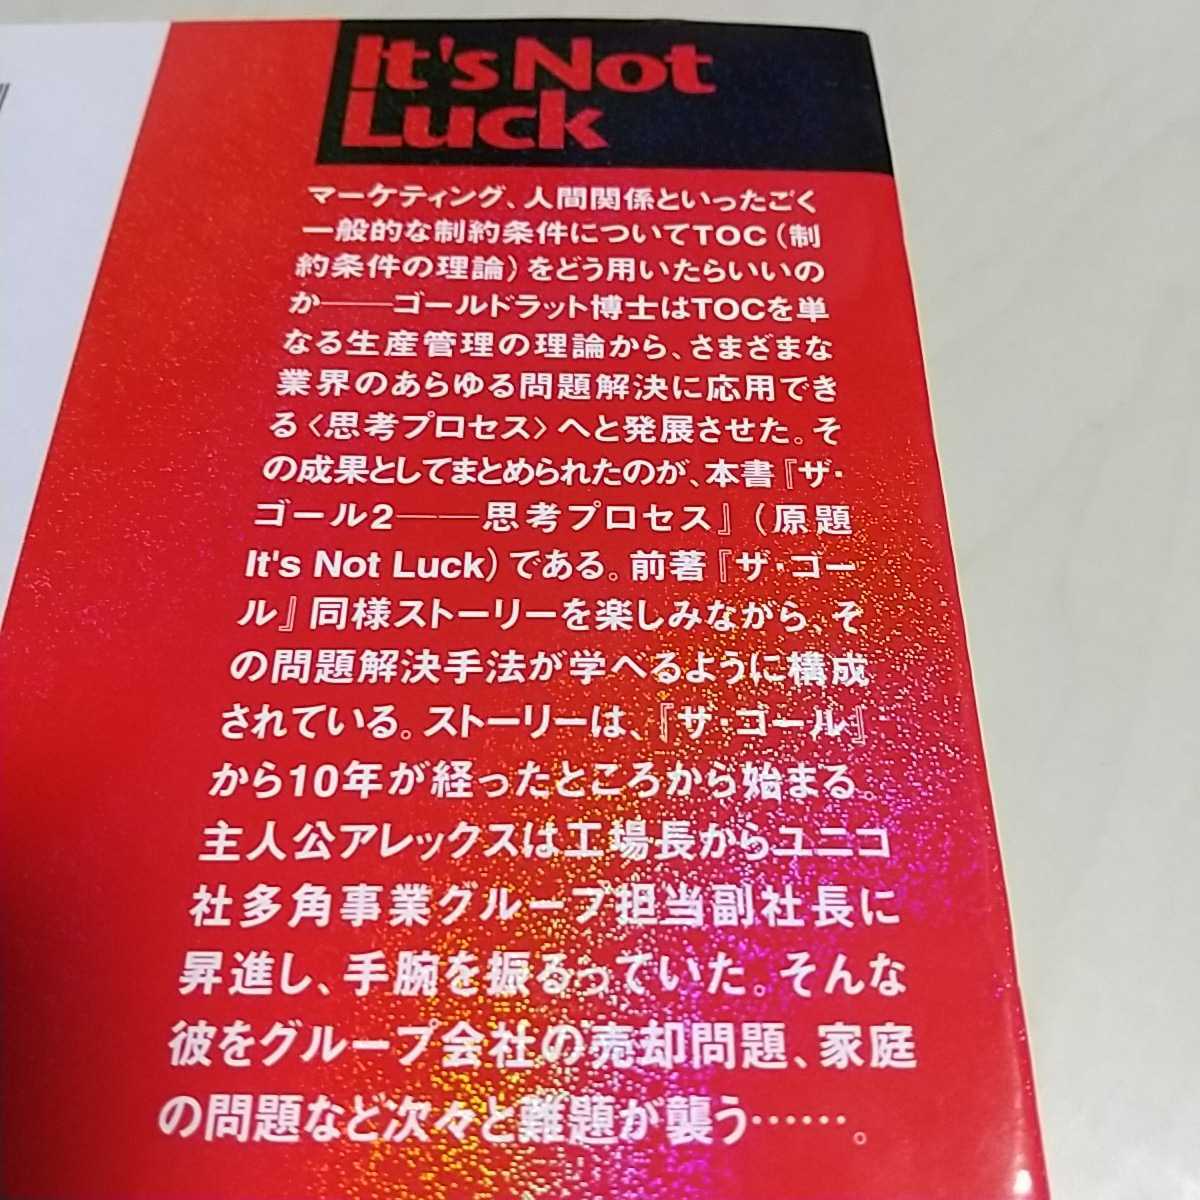 It's Not
Luck
マーケティング、人間関係といったごく
一般的な制約条件についてTOC（制
約条件の理論）をどう用いたらいいの
か――ゴールドラット博士はTOCを単
なる生産管理の理論から、さまざまな
業界のあらゆる問題解決に応用でき
る〈思考プロセス〉へと発展させた。そ
の成果としてまとめられたのが、本書『ザ・
ゴール2――思考プロセス』（原題
It's Not Luck）である。前著『ザ・ゴー
ル』同様ストーリーを楽しみながら、そ
の問題解決手法が学べるように構成
されている。ストーリーは、『ザ・ゴール』
から10年が経ったところから始まる。
主人公アレックスは工場長からユニコ
社多角事業グループ担当副社長に
昇進し、手腕を振るっていた。そんな
彼をグループ会社の売却問題、家庭
の問題など次々と難題が襲う……。